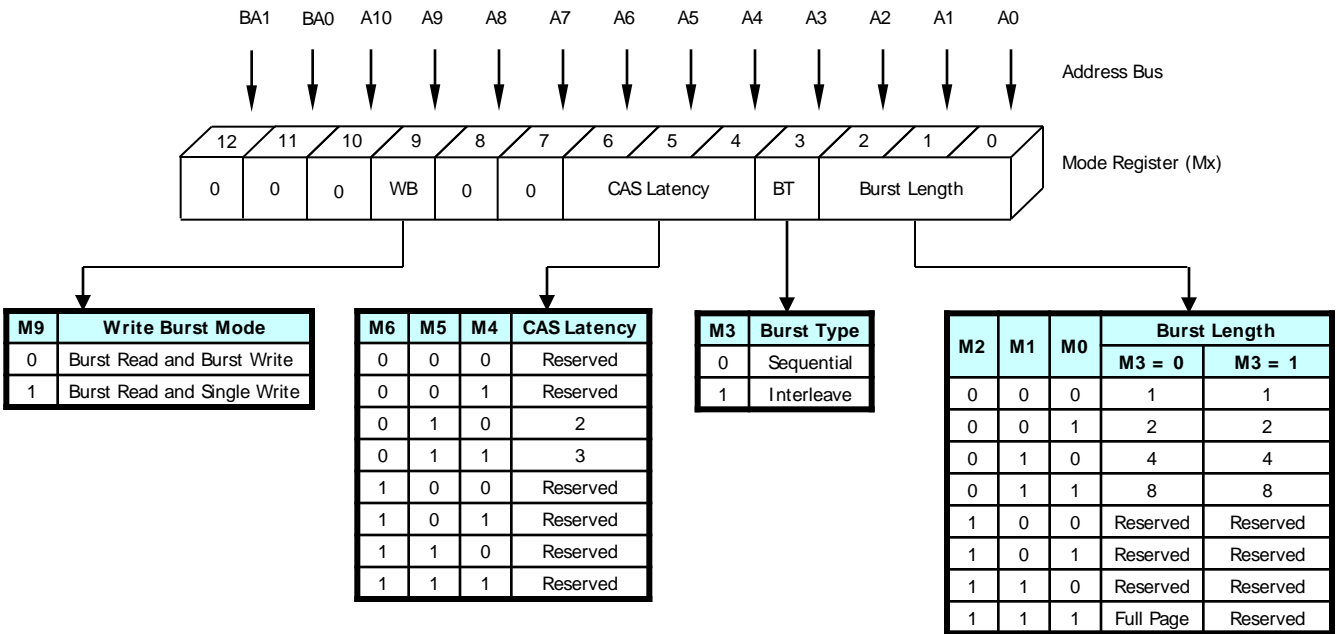 BA1 BA0 A10 A9 A8 A7 A6 A5 A4 A3 A2 A1 A0
Address Bus
12 11 10 9 8 7 6 5 4 3 2 1 0
Mode Register (Mx)
0 0 0 WB 0 0 CAS Latency BT Burst Length
M9 Write Burst Mode
0 Burst Read and Burst Write
1 Burst Read and Single Write
M6 M5 M4 CAS Latency
0 0 0 Reserved
0 0 1 Reserved
0 1 0 2
0 1 1 3
1 0 0 Reserved
1 0 1 Reserved
1 1 0 Reserved
1 1 1 Reserved
M3 Burst Type
0 Sequential
1 Interleave
M2 M1 M0 Burst Length
M3 = 0 M3 = 1
0 0 0 1 1
0 0 1 2 2
0 1 0 4 4
0 1 1 8 8
1 0 0 Reserved Reserved
1 0 1 Reserved Reserved
1 1 0 Reserved Reserved
1 1 1 Full Page Reserved